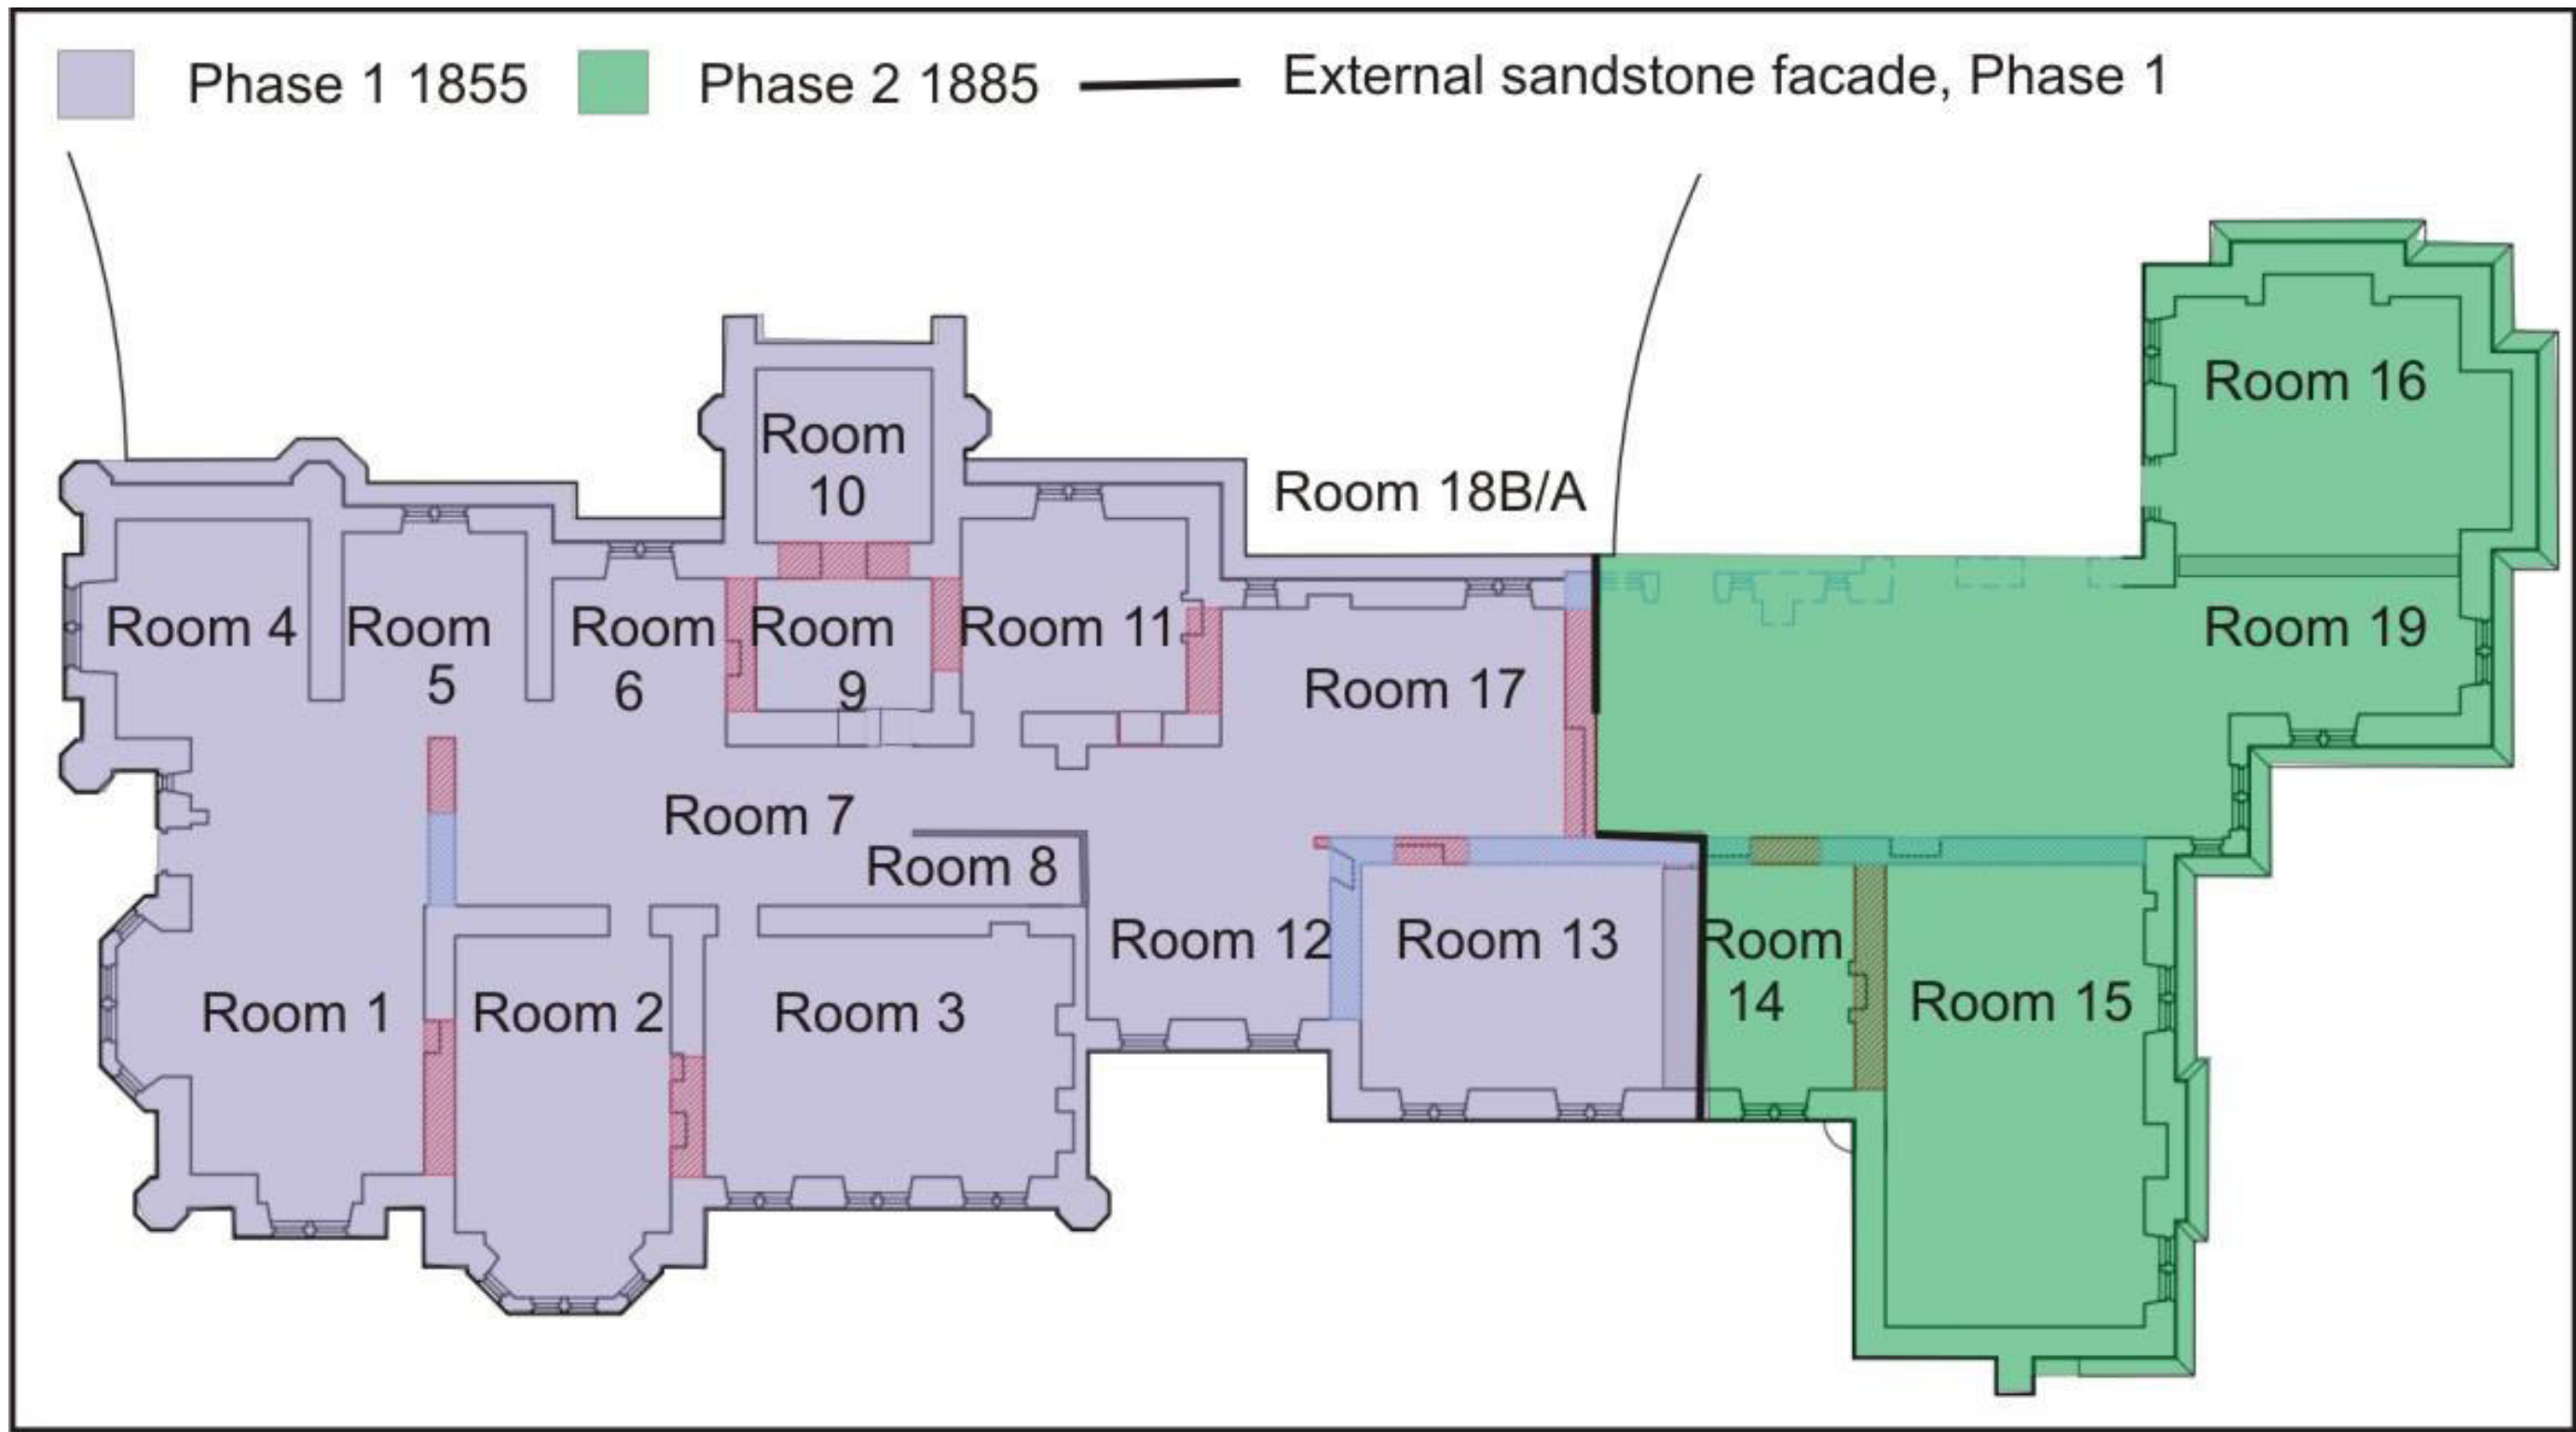 Phase 1 1855
Phase 2 1885
External sandstone facade, Phase 1
Room 16
Room
10
Room 18B/A
Room 4
Room
5
Room
6
Room
9
Room 11
Room 17
Room 19
Room 7
Room 8
Room 12
Room 13
Room
14
Room 15
Room 1
Room 2
Room 3